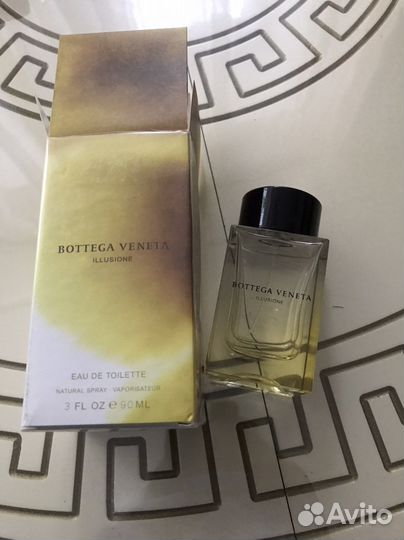 BOTTEGA VENETA
ILLUSIONE
EAU DE TOILETTE
NATURAL SPRAY - VAPORISATEUR
3 FL OZ ℮ 90 ML
BOTTEGA VENETA
ILLUSIONE
Avito